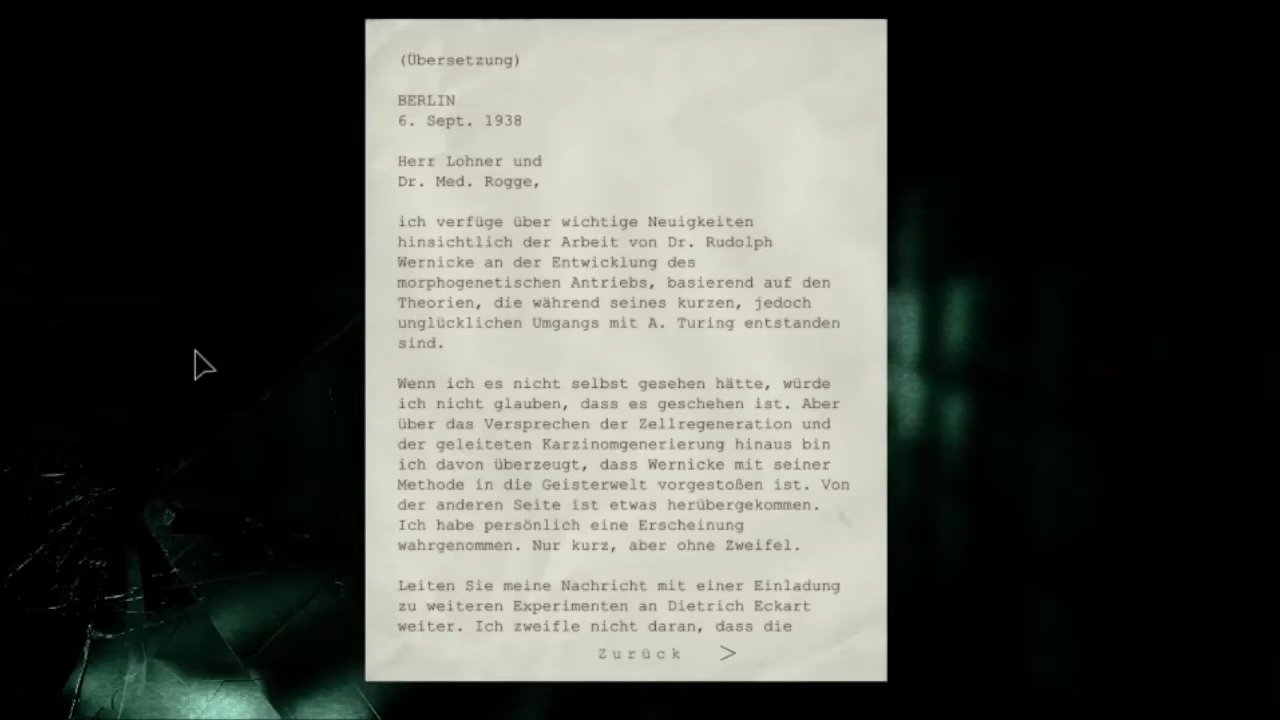 (Übersetzung)
BERLIN
6. Sept. 1938
Herr Lohner und
Dr. Med. Rogge,
ich verfüge über wichtige Neuigkeiten
hinsichtlich der Arbeit von Dr. Rudolph
Wernicke an der Entwicklung des
morphogenetischen Antriebs, basierend auf den
Theorien, die während seines kurzen, jedoch
unglücklichen Umgangs mit A. Turing entstanden
sind.
Wenn ich es nicht selbst gesehen hätte, würde
ich nicht glauben, dass es geschehen ist. Aber
über das Versprechen der Zellregeneration und
der geleiteten Karzinomgenerierung hinaus bin
ich davon überzeugt, dass Wernicke mit seiner
Methode in die Geisterwelt vorgestoßen ist. Von
der anderen Seite ist etwas herübergekommen.
Ich habe persönlich eine Erscheinung
wahrgenommen. Nur kurz, aber ohne Zweifel.
Leiten Sie meine Nachricht mit einer Einladung
zu weiteren Experimenten an Dietrich Eckart
weiter. Ich zweifle nicht daran, dass die
Zurück >